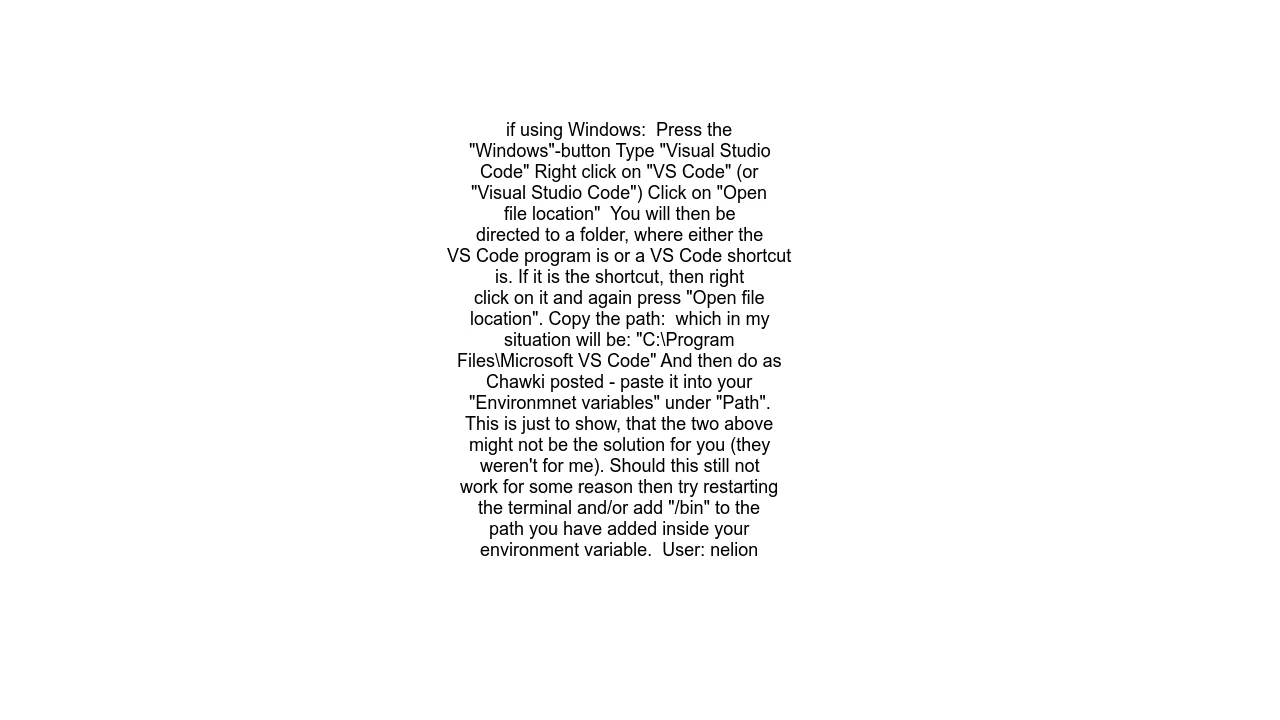 if using Windows:  Press the
"Windows"-button Type "Visual Studio
Code" Right click on "VS Code" (or
"Visual Studio Code") Click on "Open
file location"  You will then be
directed to a folder, where either the
VS Code program is or a VS Code shortcut
is. If it is the shortcut, then right
click on it and again press "Open file
location". Copy the path:  which in my
situation will be: "C:\Program
Files\Microsoft VS Code" And then do as
Chawki posted - paste it into your
"Environmnet variables" under "Path".
This is just to show, that the two above
might not be the solution for you (they
weren't for me). Should this still not
work for some reason then try restarting
the terminal and/or add "/bin" to the
path you have added inside your
environment variable.  User: nelion